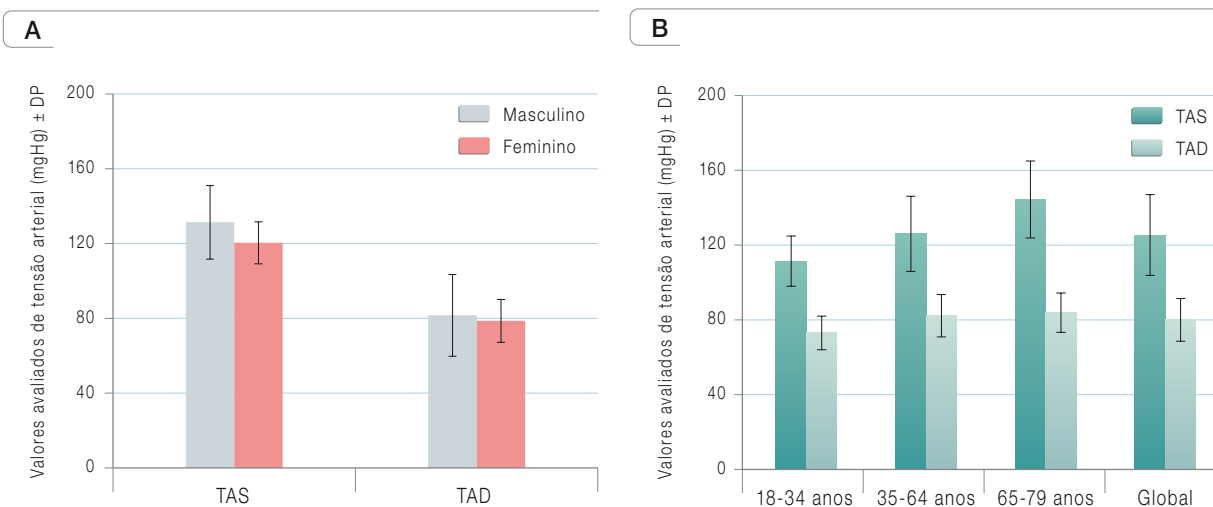 A
Valores avaliados de tensão arterial (mgHg) ± DP
200
160
120
80
40
0
Masculino
Feminino
TAS
TAD
B
Valores avaliados de tensão arterial (mgHg) ± DP
200
160
120
80
40
0
TAS
TAD
18-34 anos
35-64 anos
65-79 anos
Global